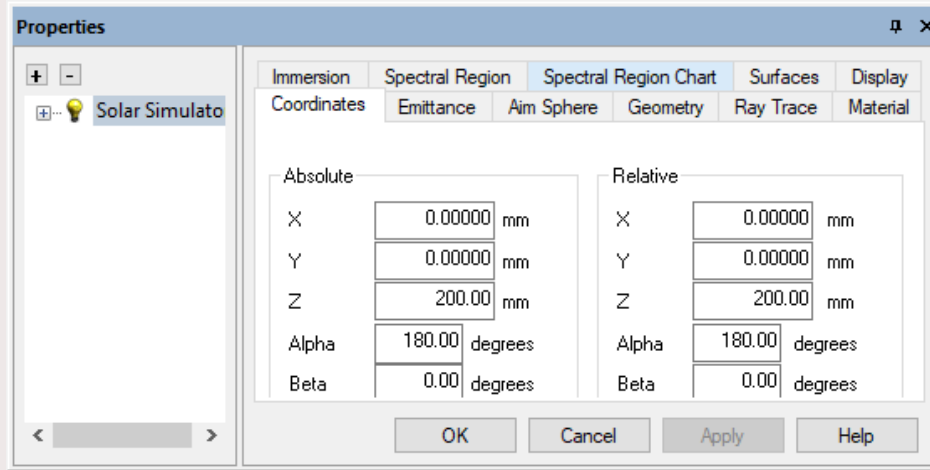 Properties
+ -
Solar Simulato
Immersion Spectral Region Spectral Region Chart Surfaces Display
Coordinates Emittance Aim Sphere Geometry Ray Trace Material
Absolute Relative
X 0.00000 mm X 0.00000 mm
Y 0.00000 mm Y 0.00000 mm
Z 200.00 mm Z 200.00 mm
Alpha 180.00 degrees Alpha 180.00 degrees
Beta 0.00 degrees Beta 0.00 degrees
OK Cancel Apply Help